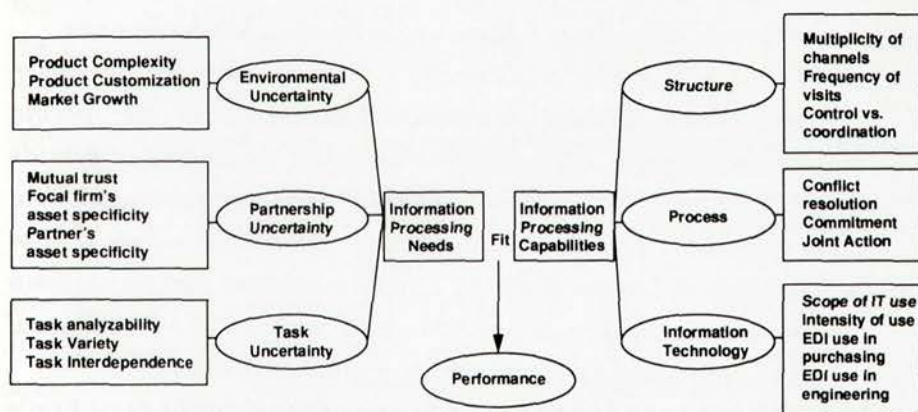 Product Complexity
Product Customization
Market Growth
Environmental
Uncertainty
Structure
Multiplicity of
channels
Frequency of
visits
Control vs.
coordination
Mutual trust
Focal firm's
asset specificity
Partner's
asset specificity
Partnership
Uncertainty
Information
Processing
Needs
Fit
Information
Processing
Capabilities
Process
Conflict
resolution
Commitment
Joint Action
Task analyzability
Task Variety
Task Interdependence
Task
Uncertainty
Performance
Information
Technology
Scope of IT use
Intensity of use
EDI use in
purchasing
EDI use in
engineering